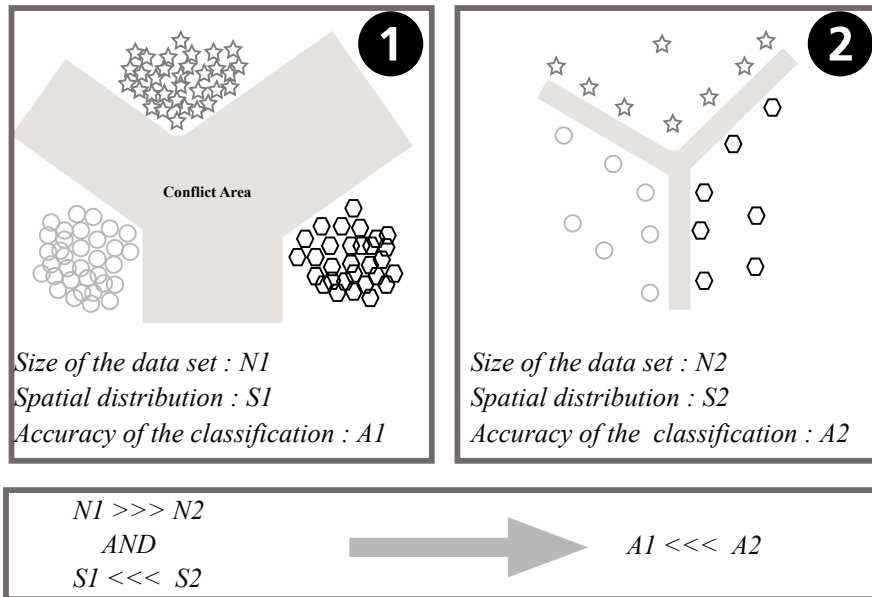 1
Conflict Area
Size of the data set : N1
Spatial distribution : S1
Accuracy of the classification : A1
2
Size of the data set : N2
Spatial distribution : S2
Accuracy of the classification : A2
N1 >>> N2
AND
S1 <<< S2
A1 <<< A2